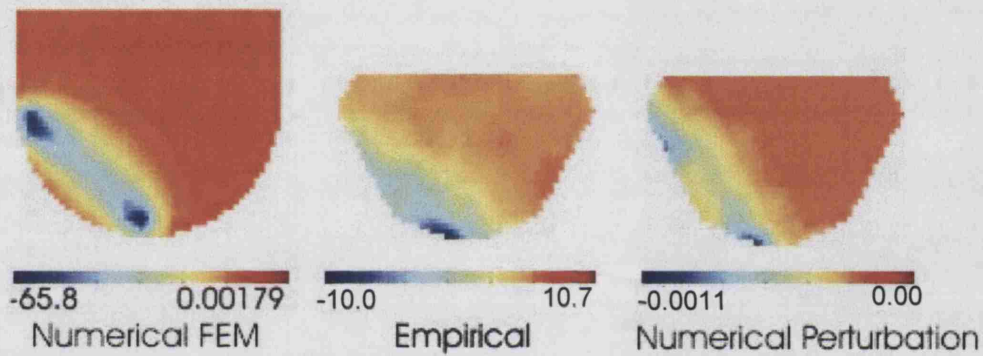 -65.8 0.00179
-10.0 10.7
-0.0011 0.00
Numerical FEM
Empirical
Numerical Perturbation